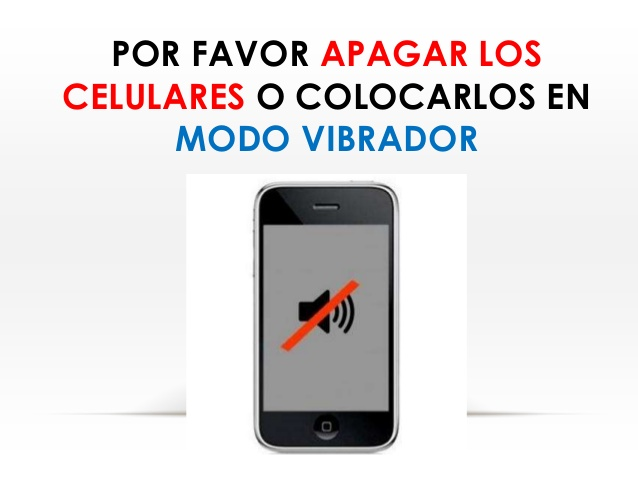 POR FAVOR APAGAR LOS
CELULARES O COLOCARLOS EN
MODO VIBRADOR